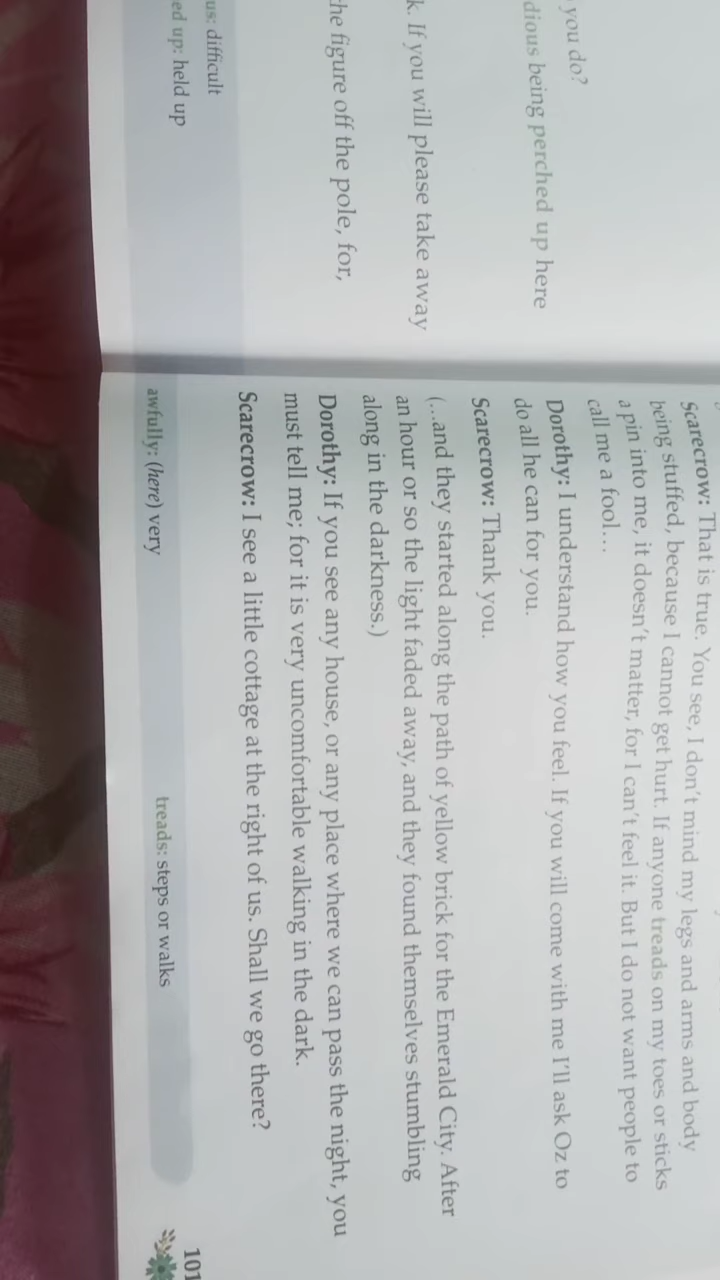 you do?
dious being perched up here
k. If you will please take away
he figure off the pole, for,
us: difficult
ed up: held up
Scarecrow: That is true. You see, I don't mind my legs and arms and body
being stuffed, because I cannot get hurt. If anyone treads on my toes or sticks
a pin into me, it doesn't matter, for I can't feel it. But I do not want people to
call me a fool...
Dorothy: I understand how you feel. If you will come with me I'll ask Oz to
do all he can for you.
Scarecrow: Thank you.
(...and they started along the path of yellow brick for the Emerald City. After
an hour or so the light faded away, and they found themselves stumbling
along in the darkness.)
Dorothy: If you see any house, or any place where we can pass the night, you
must tell me; for it is very uncomfortable walking in the dark.
Scarecrow: I see a little cottage at the right of us. Shall we go there?
awfully: (here) very treads: steps or walks
101